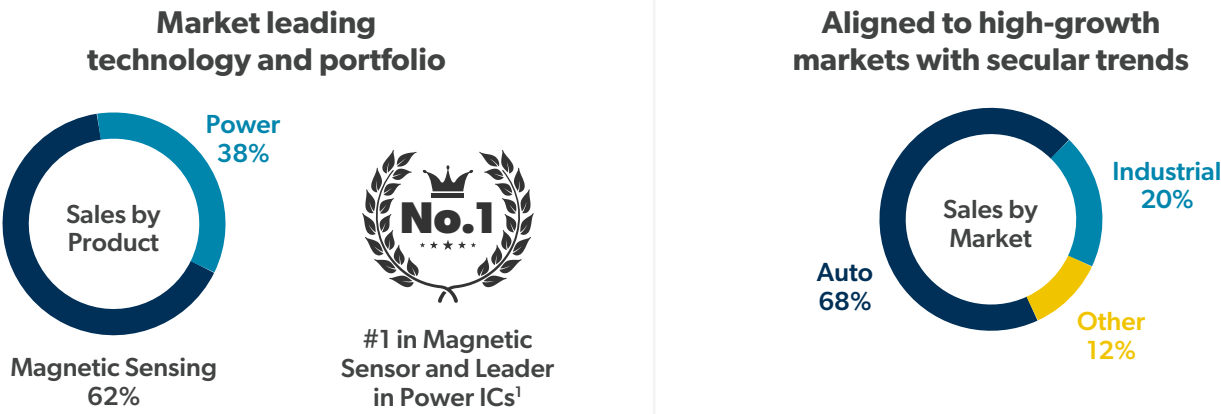 Market leading
technology and portfolio
Power
38%
Sales by
Product
Magnetic Sensing
62%
No.1
#1 in Magnetic
Sensor and Leader
in Power ICs¹
Aligned to high-growth
markets with secular trends
Industrial
20%
Sales by
Market
Auto
68%
Other
12%